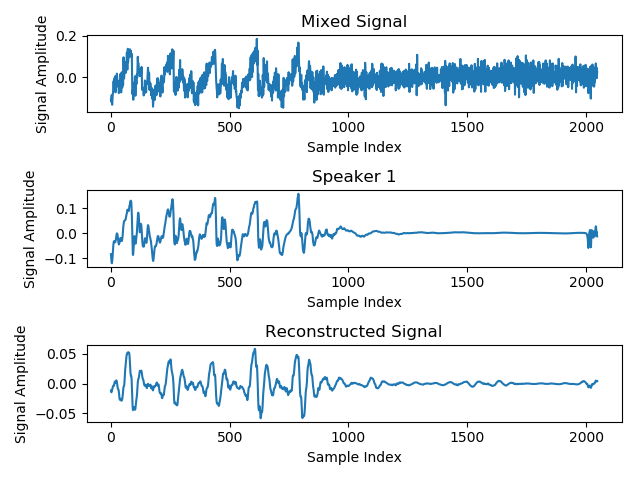 Mixed Signal
Signal Amplitude
0.2
0.0
0 500 1000 1500 2000
Sample Index
Speaker 1
Signal Amplitude
0.1
0.0
−0.1
0 500 1000 1500 2000
Sample Index
Reconstructed Signal
Signal Amplitude
0.05
0.00
−0.05
0 500 1000 1500 2000
Sample Index